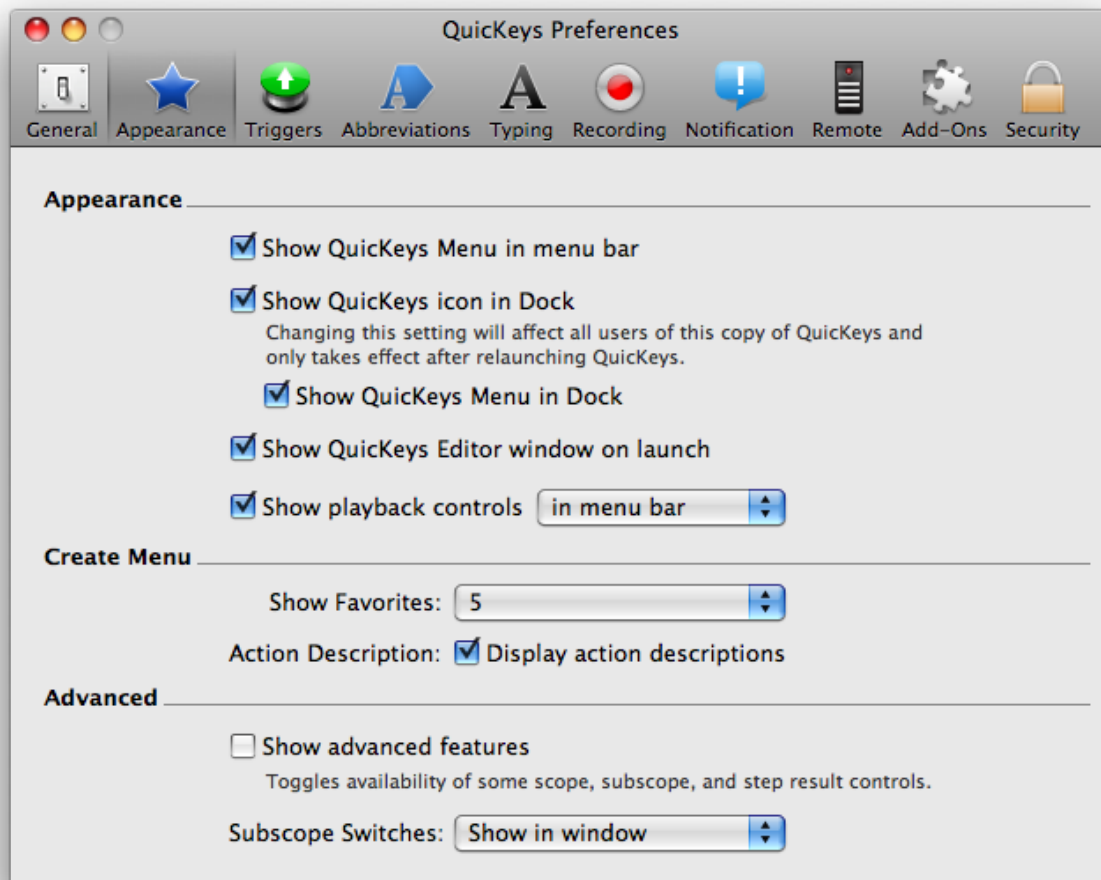 QuicKeys Preferences
General Appearance Triggers Abbreviations Typing Recording Notification Remote Add-Ons Security
Appearance
Show QuicKeys Menu in menu bar
Show QuicKeys icon in Dock
Changing this setting will affect all users of this copy of QuicKeys and
only takes effect after relaunching QuicKeys.
Show QuicKeys Menu in Dock
Show QuicKeys Editor window on launch
Show playback controls in menu bar
Create Menu
Show Favorites: 5
Action Description: Display action descriptions
Advanced
Show advanced features
Toggles availability of some scope, subscope, and step result controls.
Subscope Switches: Show in window